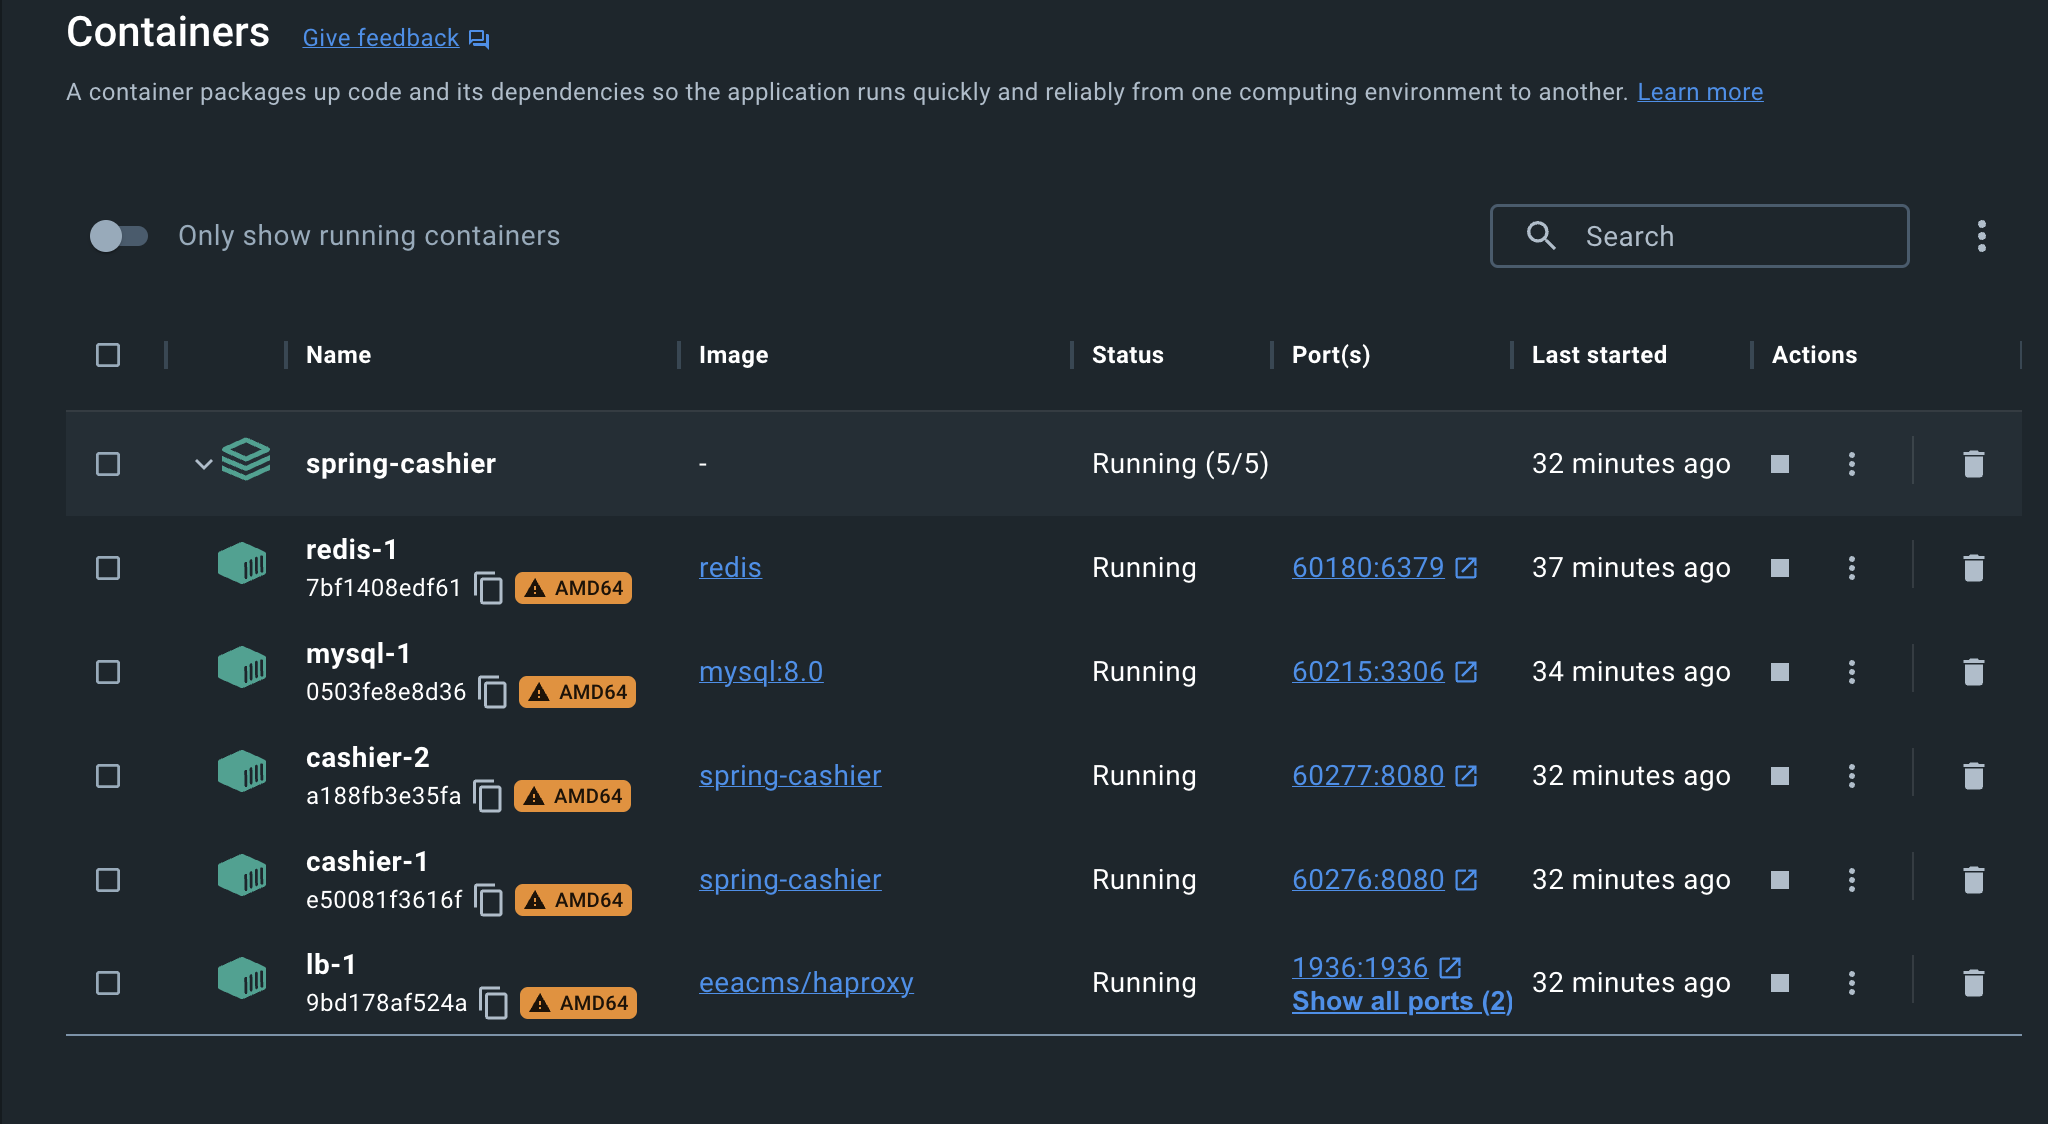 Containers Give feedback
A container packages up code and its dependencies so the application runs quickly and reliably from one computing environment to another. Learn more
Only show running containers
Search
Name Image Status Port(s) Last started Actions
spring-cashier - Running (5/5) 32 minutes ago
redis-1
7bf1408edf61 AMD64 redis Running 60180:6379 37 minutes ago
mysql-1
0503fe8e8d36 AMD64 mysql:8.0 Running 60215:3306 34 minutes ago
cashier-2
a188fb3e35fa AMD64 spring-cashier Running 60277:8080 32 minutes ago
cashier-1
e50081f3616f AMD64 spring-cashier Running 60276:8080 32 minutes ago
lb-1
9bd178af524a AMD64 eeacms/haproxy Running 1936:1936 32 minutes ago
Show all ports (2)